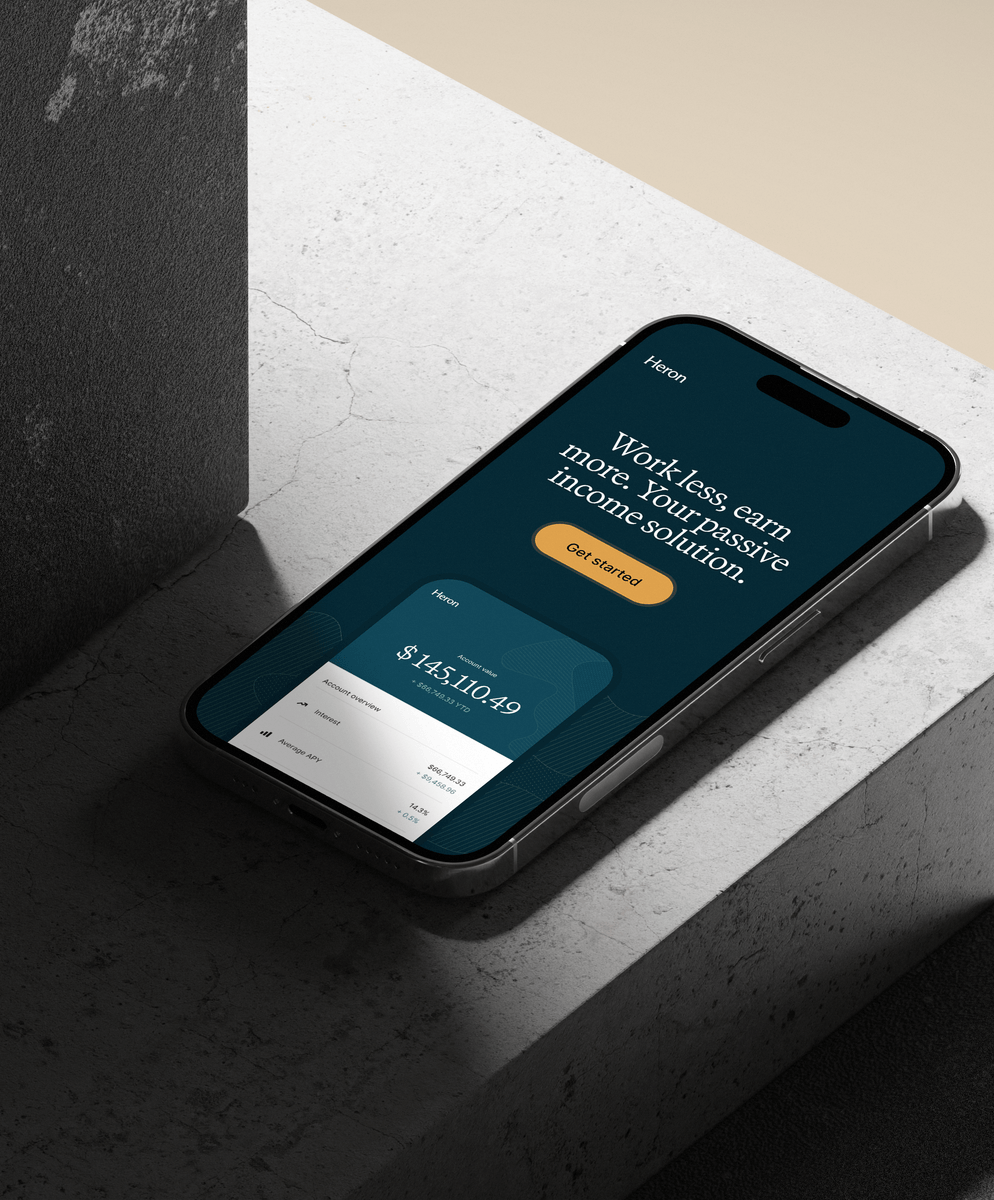 Heron
Work less, earn
more. Your passive
income solution.
Get started
Heron
Account value
$145,110.49
+ $66,749.33 YTD
Account overview
Interest
$66,749.33
+ $9,458.96
Average APY
14.3%
+ 0.5%